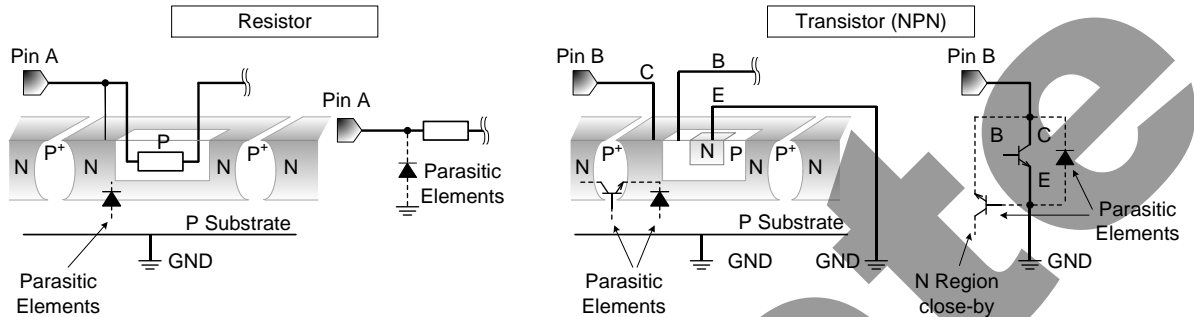 Resistor
Pin A
P
N
P+
N
N
P+
N
P Substrate
GND
Parasitic
Elements
Pin A
Parasitic
Elements
Transistor (NPN)
Pin B
C
B
E
N
P+
N
N
P
N
P+
N
P Substrate
GND
GND
Parasitic
Elements
Pin B
B
C
E
Parasitic
Elements
GND
N Region
close-by